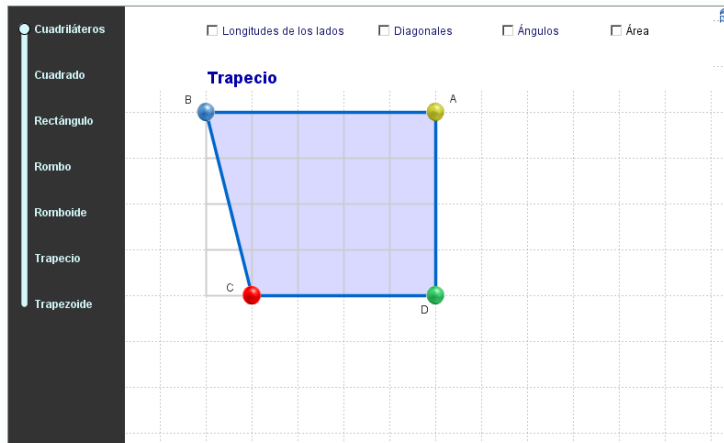 Cuadriláteros
Cuadrado
Rectángulo
Rombo
Romboide
Trapecio
Trapezoide
Longitudes de los lados
Diagonales
Ángulos
Área
Trapecio
B
A
C
D